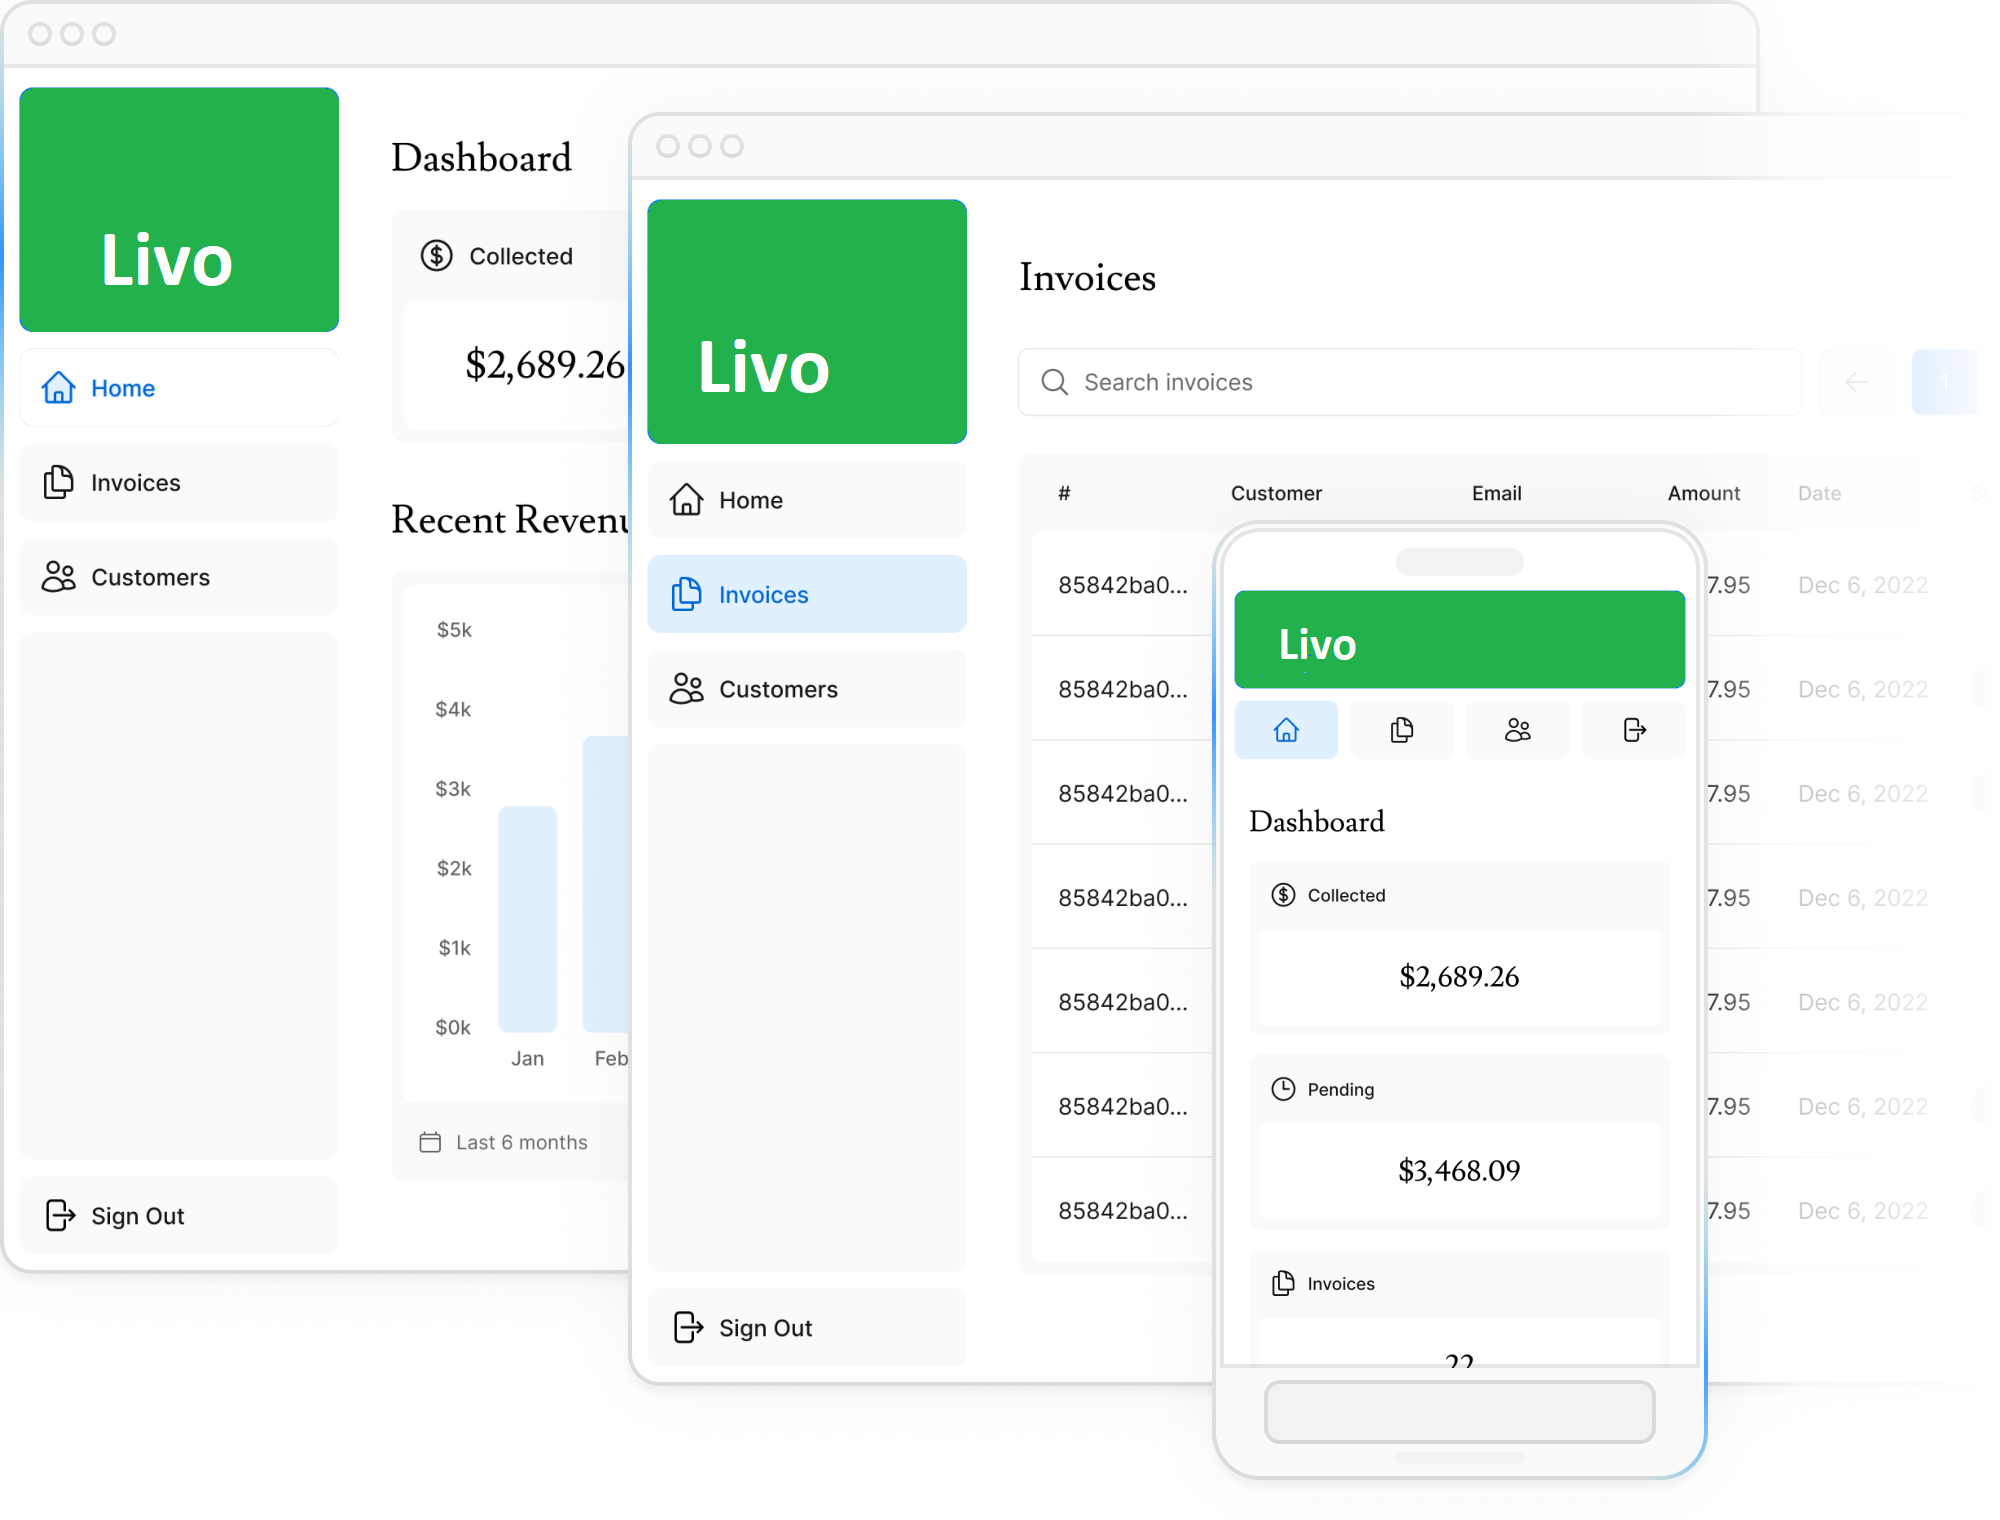 Livo
Home
Invoices
Customers
Sign Out
Dashboard
Collected
$2,689.26
Recent Revenu
$5k
$4k
$3k
$2k
$1k
$0k
Jan Feb
Last 6 months
Livo
Home
Invoices
Customers
Sign Out
Invoices
Search invoices
1
# Customer Email Amount Date
85842ba0... 7.95 Dec 6, 2022
85842ba0... 7.95 Dec 6, 2022
85842ba0... 7.95 Dec 6, 2022
85842ba0... 7.95 Dec 6, 2022
85842ba0... 7.95 Dec 6, 2022
85842ba0... 7.95 Dec 6, 2022
85842ba0... 7.95 Dec 6, 2022
Livo
Dashboard
Collected
$2,689.26
Pending
$3,468.09
Invoices
22